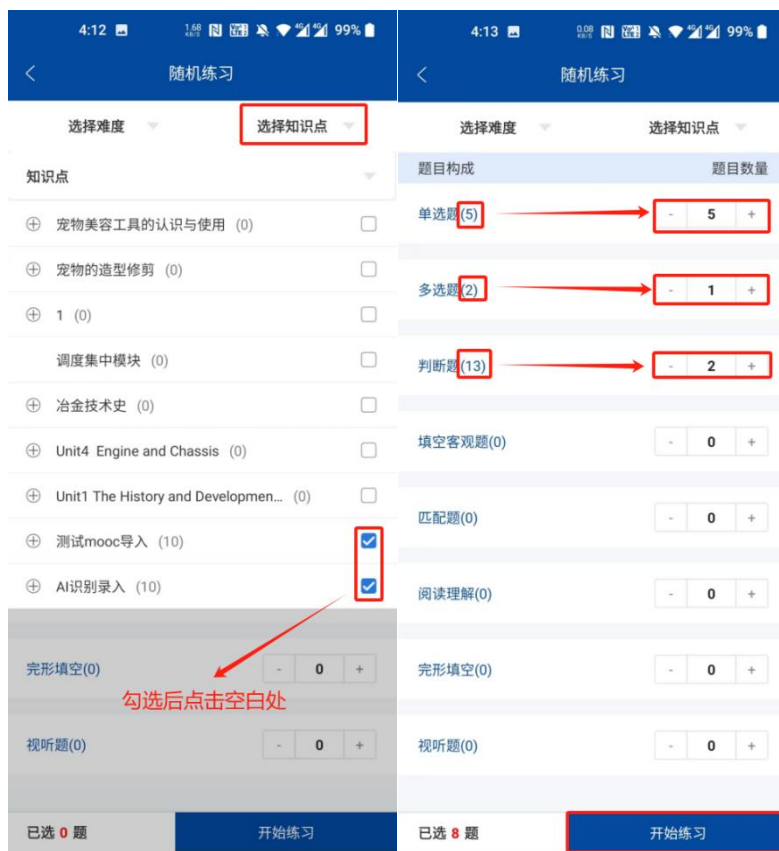 4:12 1.68 KB/S 4G 4G 99%
随机练习
选择难度 选择知识点
知识点
宠物美容工具的认识与使用 (0)
宠物的造型修剪 (0)
1 (0)
调度集中模块 (0)
冶金技术史 (0)
Unit4 Engine and Chassis (0)
Unit1 The History and Developmen... (0)
测试mooc导入 (10)
AI识别录入 (10)
完形填空(0) - 0 +
勾选后点击空白处
视听题(0) - 0 +
已选 0 题 开始练习
4:13 0.08 KB/S 4G 4G 99%
随机练习
选择难度 选择知识点
题目构成 题目数量
单选题(5) - 5 +
多选题(2) - 1 +
判断题(13) - 2 +
填空客观题(0) - 0 +
匹配题(0) - 0 +
阅读理解(0) - 0 +
完形填空(0) - 0 +
视听题(0) - 0 +
已选 8 题 开始练习